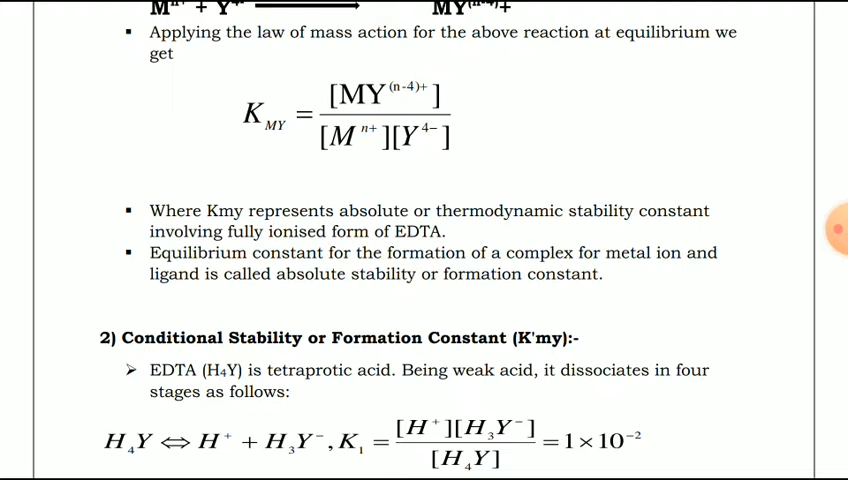 Mⁿ⁺ + Y⁴⁻ ⟶ MY⁽ⁿ⁻⁴⁾⁺
▪ Applying the law of mass action for the above reaction at equilibrium we
get
K_MY = [MY^(n-4)+] / [M^n+][Y^4−]
▪ Where Kmy represents absolute or thermodynamic stability constant
involving fully ionised form of EDTA.
▪ Equilibrium constant for the formation of a complex for metal ion and
ligand is called absolute stability or formation constant.
2) Conditional Stability or Formation Constant (K'my):-
➢ EDTA (H₄Y) is tetraprotic acid. Being weak acid, it dissociates in four
stages as follows:
H₄Y ⇔ H⁺ + H₃Y⁻, K₁ = [H⁺][H₃Y⁻] / [H₄Y] = 1 × 10⁻²